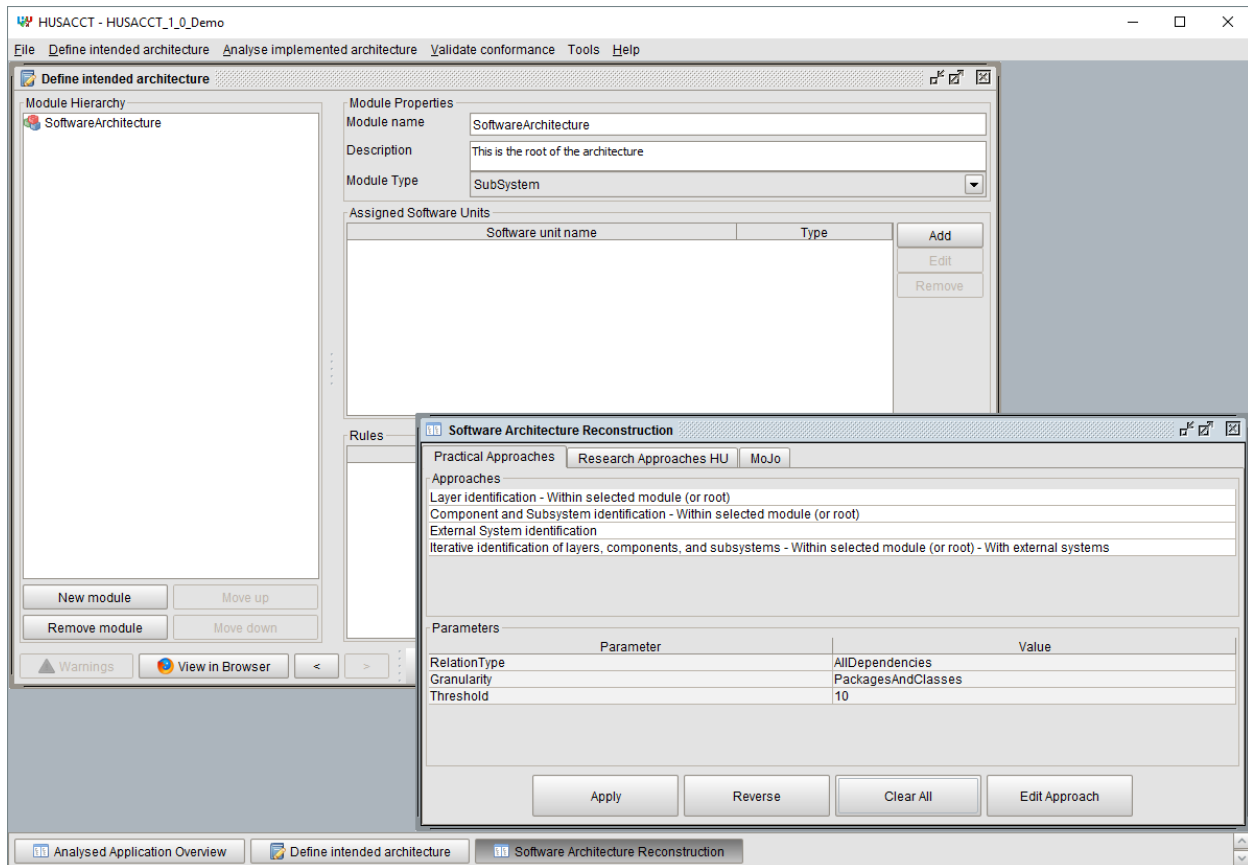 HUSACCT - HUSACCT_1_0_Demo
File Define intended architecture Analyse implemented architecture Validate conformance Tools Help
Define intended architecture
Module Hierarchy
SoftwareArchitecture
Module Properties
Module name SoftwareArchitecture
Description This is the root of the architecture
Module Type SubSystem
Assigned Software Units
Software unit name Type
Add
Edit
Remove
Rules
New module Move up
Remove module Move down
Warnings View in Browser < >
Software Architecture Reconstruction
Practical Approaches Research Approaches HU MoJo
Approaches
Layer identification - Within selected module (or root)
Component and Subsystem identification - Within selected module (or root)
External System identification
Iterative identification of layers, components, and subsystems - Within selected module (or root) - With external systems
Parameters
Parameter Value
RelationType AllDependencies
Granularity PackagesAndClasses
Threshold 10
Apply Reverse Clear All Edit Approach
Analysed Application Overview Define intended architecture Software Architecture Reconstruction